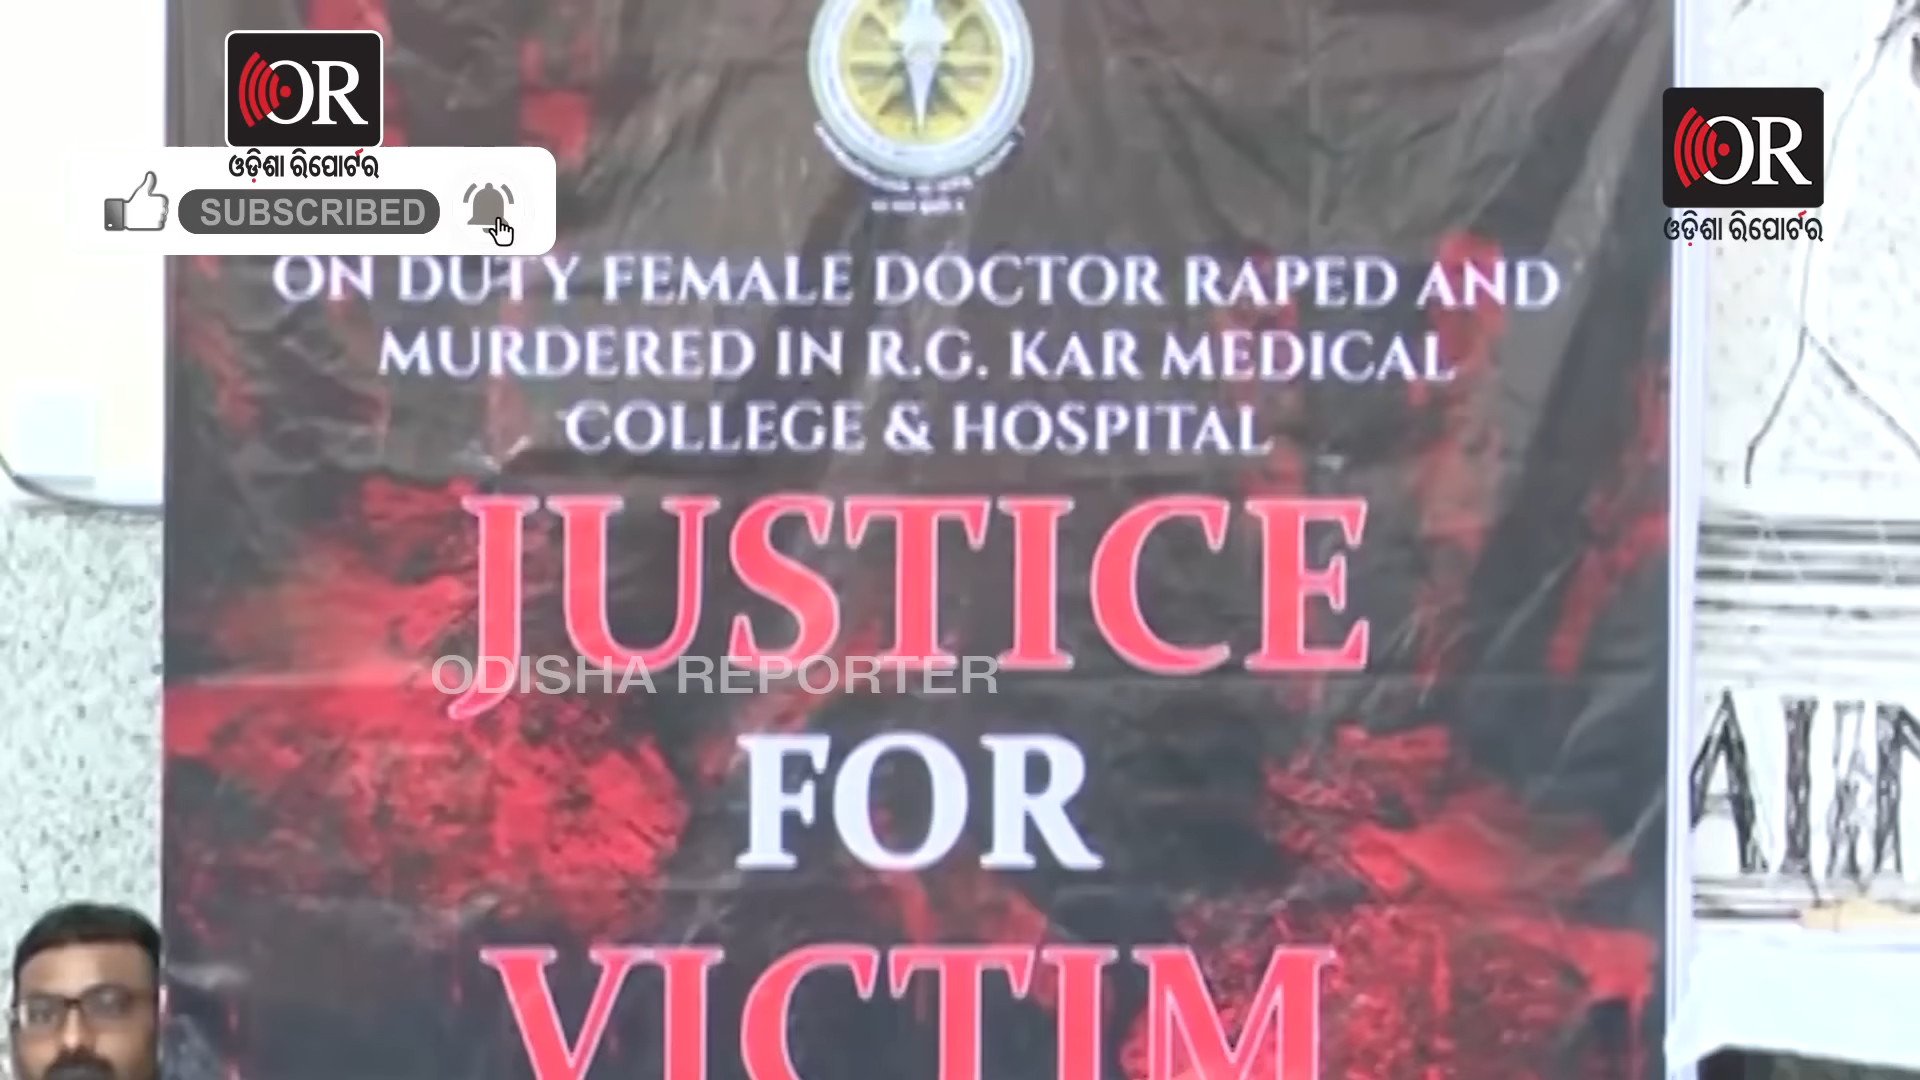 OR
ଓଡ଼ିଶା ରିପୋର୍ଟର
SUBSCRIBED
OR
ଓଡ଼ିଶା ରିପୋର୍ଟର
ON DUTY FEMALE DOCTOR RAPED AND
MURDERED IN R.G. KAR MEDICAL
COLLEGE & HOSPITAL
JUSTICE
ODISHA REPORTER
FOR
VICTIM